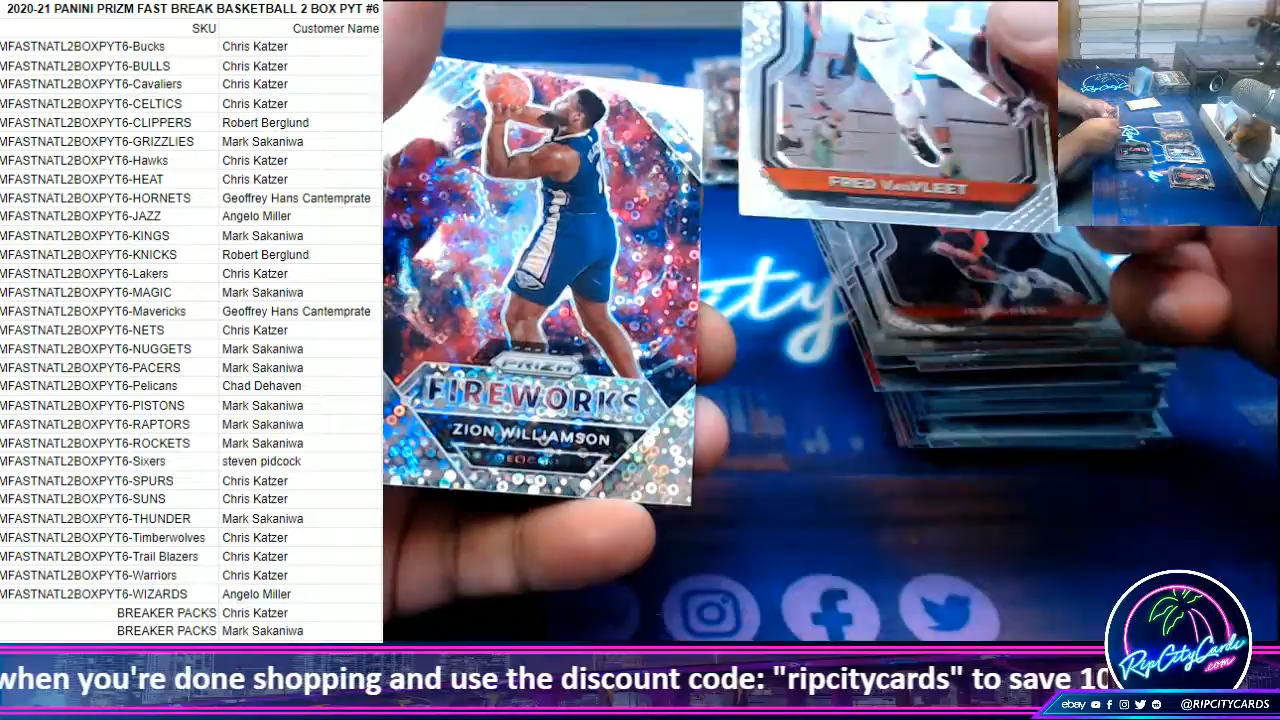 2020-21 PANINI PRIZM FAST BREAK BASKETBALL 2 BOX PYT #6
SKU Customer Name
MFASTNATL2BOXPYT6-Bucks Chris Katzer
MFASTNATL2BOXPYT6-BULLS Chris Katzer
MFASTNATL2BOXPYT6-Cavaliers Chris Katzer
MFASTNATL2BOXPYT6-CELTICS Chris Katzer
MFASTNATL2BOXPYT6-CLIPPERS Robert Berglund
MFASTNATL2BOXPYT6-GRIZZLIES Mark Sakaniwa
MFASTNATL2BOXPYT6-Hawks Chris Katzer
MFASTNATL2BOXPYT6-HEAT Chris Katzer
MFASTNATL2BOXPYT6-HORNETS Geoffrey Hans Cantemprate
MFASTNATL2BOXPYT6-JAZZ Angelo Miller
MFASTNATL2BOXPYT6-KINGS Mark Sakaniwa
MFASTNATL2BOXPYT6-KNICKS Robert Berglund
MFASTNATL2BOXPYT6-Lakers Chris Katzer
MFASTNATL2BOXPYT6-MAGIC Mark Sakaniwa
MFASTNATL2BOXPYT6-Mavericks Geoffrey Hans Cantemprate
MFASTNATL2BOXPYT6-NETS Chris Katzer
MFASTNATL2BOXPYT6-NUGGETS Mark Sakaniwa
MFASTNATL2BOXPYT6-PACERS Mark Sakaniwa
MFASTNATL2BOXPYT6-Pelicans Chad Dehaven
MFASTNATL2BOXPYT6-PISTONS Mark Sakaniwa
MFASTNATL2BOXPYT6-RAPTORS Mark Sakaniwa
MFASTNATL2BOXPYT6-ROCKETS Mark Sakaniwa
MFASTNATL2BOXPYT6-Sixers steven pidcock
MFASTNATL2BOXPYT6-SPURS Chris Katzer
MFASTNATL2BOXPYT6-SUNS Chris Katzer
MFASTNATL2BOXPYT6-THUNDER Mark Sakaniwa
MFASTNATL2BOXPYT6-Timberwolves Chris Katzer
MFASTNATL2BOXPYT6-Trail Blazers Chris Katzer
MFASTNATL2BOXPYT6-Warriors Chris Katzer
MFASTNATL2BOXPYT6-WIZARDS Angelo Miller
BREAKER PACKS Chris Katzer
BREAKER PACKS Mark Sakaniwa
FRED VANVLEET
PRIZM
FIREWORKS
ZION WILLIAMSON
ty
RipCityCards
.com
when you're done shopping and use the discount code: "ripcitycards" to save 10
ebay @RIPCITYCARDS